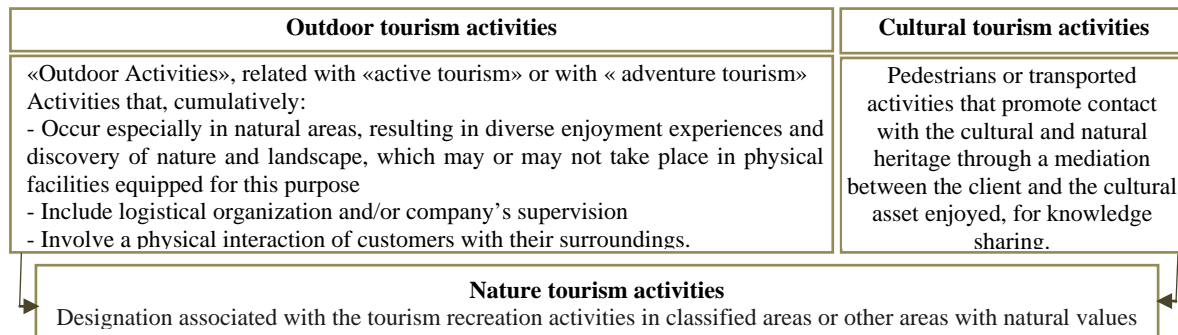 Outdoor tourism activities
Cultural tourism activities
«Outdoor Activities», related with «active tourism» or with « adventure tourism»
Activities that, cumulatively:
- Occur especially in natural areas, resulting in diverse enjoyment experiences and
discovery of nature and landscape, which may or may not take place in physical
facilities equipped for this purpose
- Include logistical organization and/or company’s supervision
- Involve a physical interaction of customers with their surroundings.
Pedestrians or transported
activities that promote contact
with the cultural and natural
heritage through a mediation
between the client and the cultural
asset enjoyed, for knowledge
sharing.
Nature tourism activities
Designation associated with the tourism recreation activities in classified areas or other areas with natural values